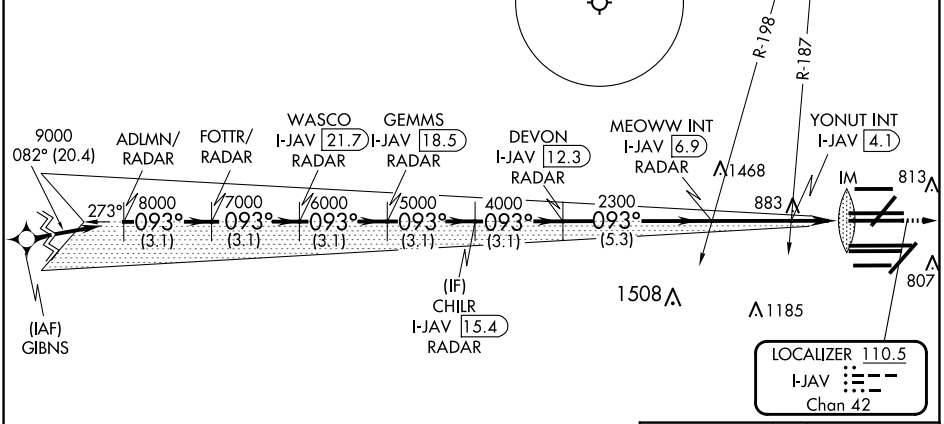 R-198
R-187
9000
082° (20.4)
273°
ADLMN/
RADAR
FOTTR/
RADAR
WASCO
I-JAV 21.7
RADAR
GEMMS
I-JAV 18.5
RADAR
DEVON
I-JAV 12.3
RADAR
MEOWW INT
I-JAV 6.9
RADAR
YONUT INT
I-JAV 4.1
1468
883
IM
813
8000
093°
(3.1)
7000
093°
(3.1)
6000
093°
(3.1)
5000
093°
(3.1)
4000
093°
(3.1)
2300
093°
(5.3)
(IAF)
GIBNS
(IF)
CHILR
I-JAV 15.4
RADAR
1508
1185
807
LOCALIZER 110.5
I-JAV
Chan 42